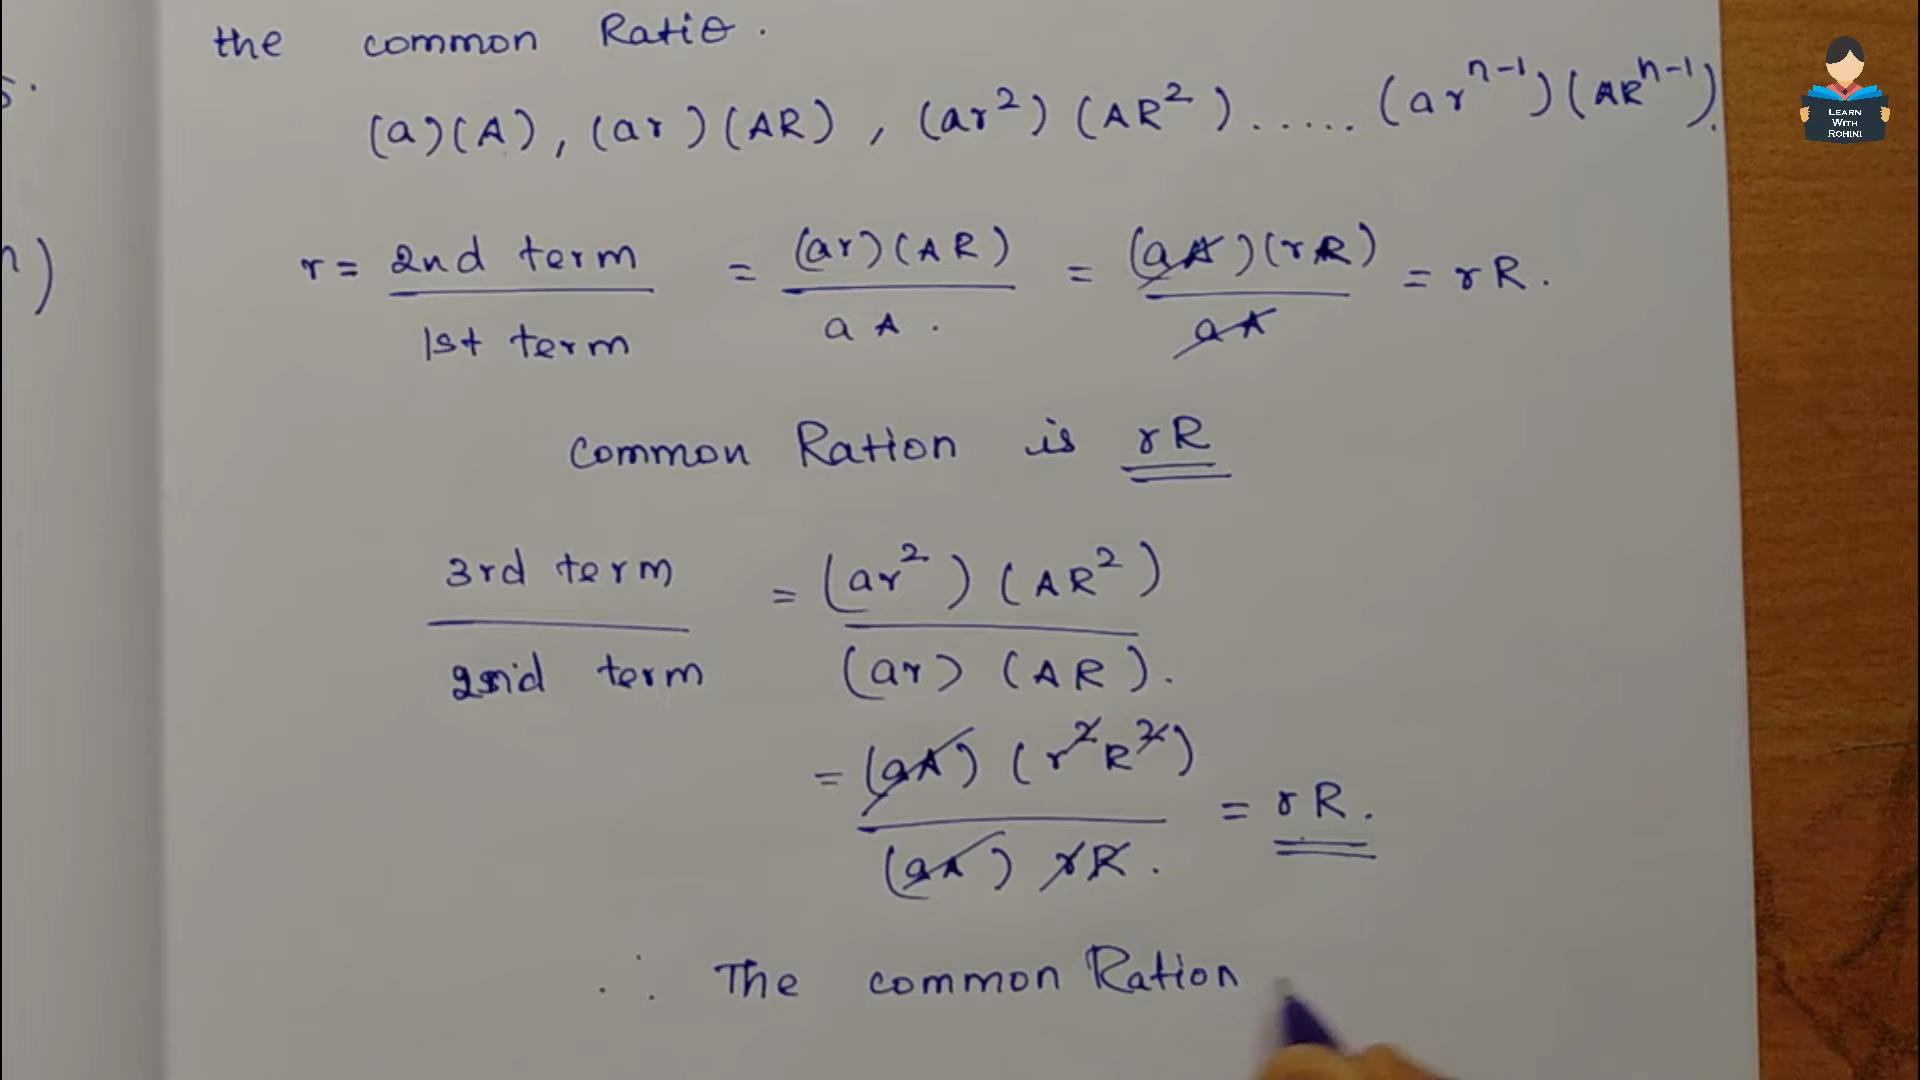 the common Ratio.
(a)(A), (ar)(AR), (ar²)(AR²)..... (arⁿ⁻¹)(ARⁿ⁻¹).
r = 2nd term / 1st term = (ar)(AR) / aA. = (aA)(rR) / aA = rR.
common Ration is rR
3rd term / 2nd term = (ar²)(AR²) / (ar)(AR).
= (aA)(r²R²) / (aA) rR. = rR.
∴ The common Ration
LEARN
WITH
ROHINI